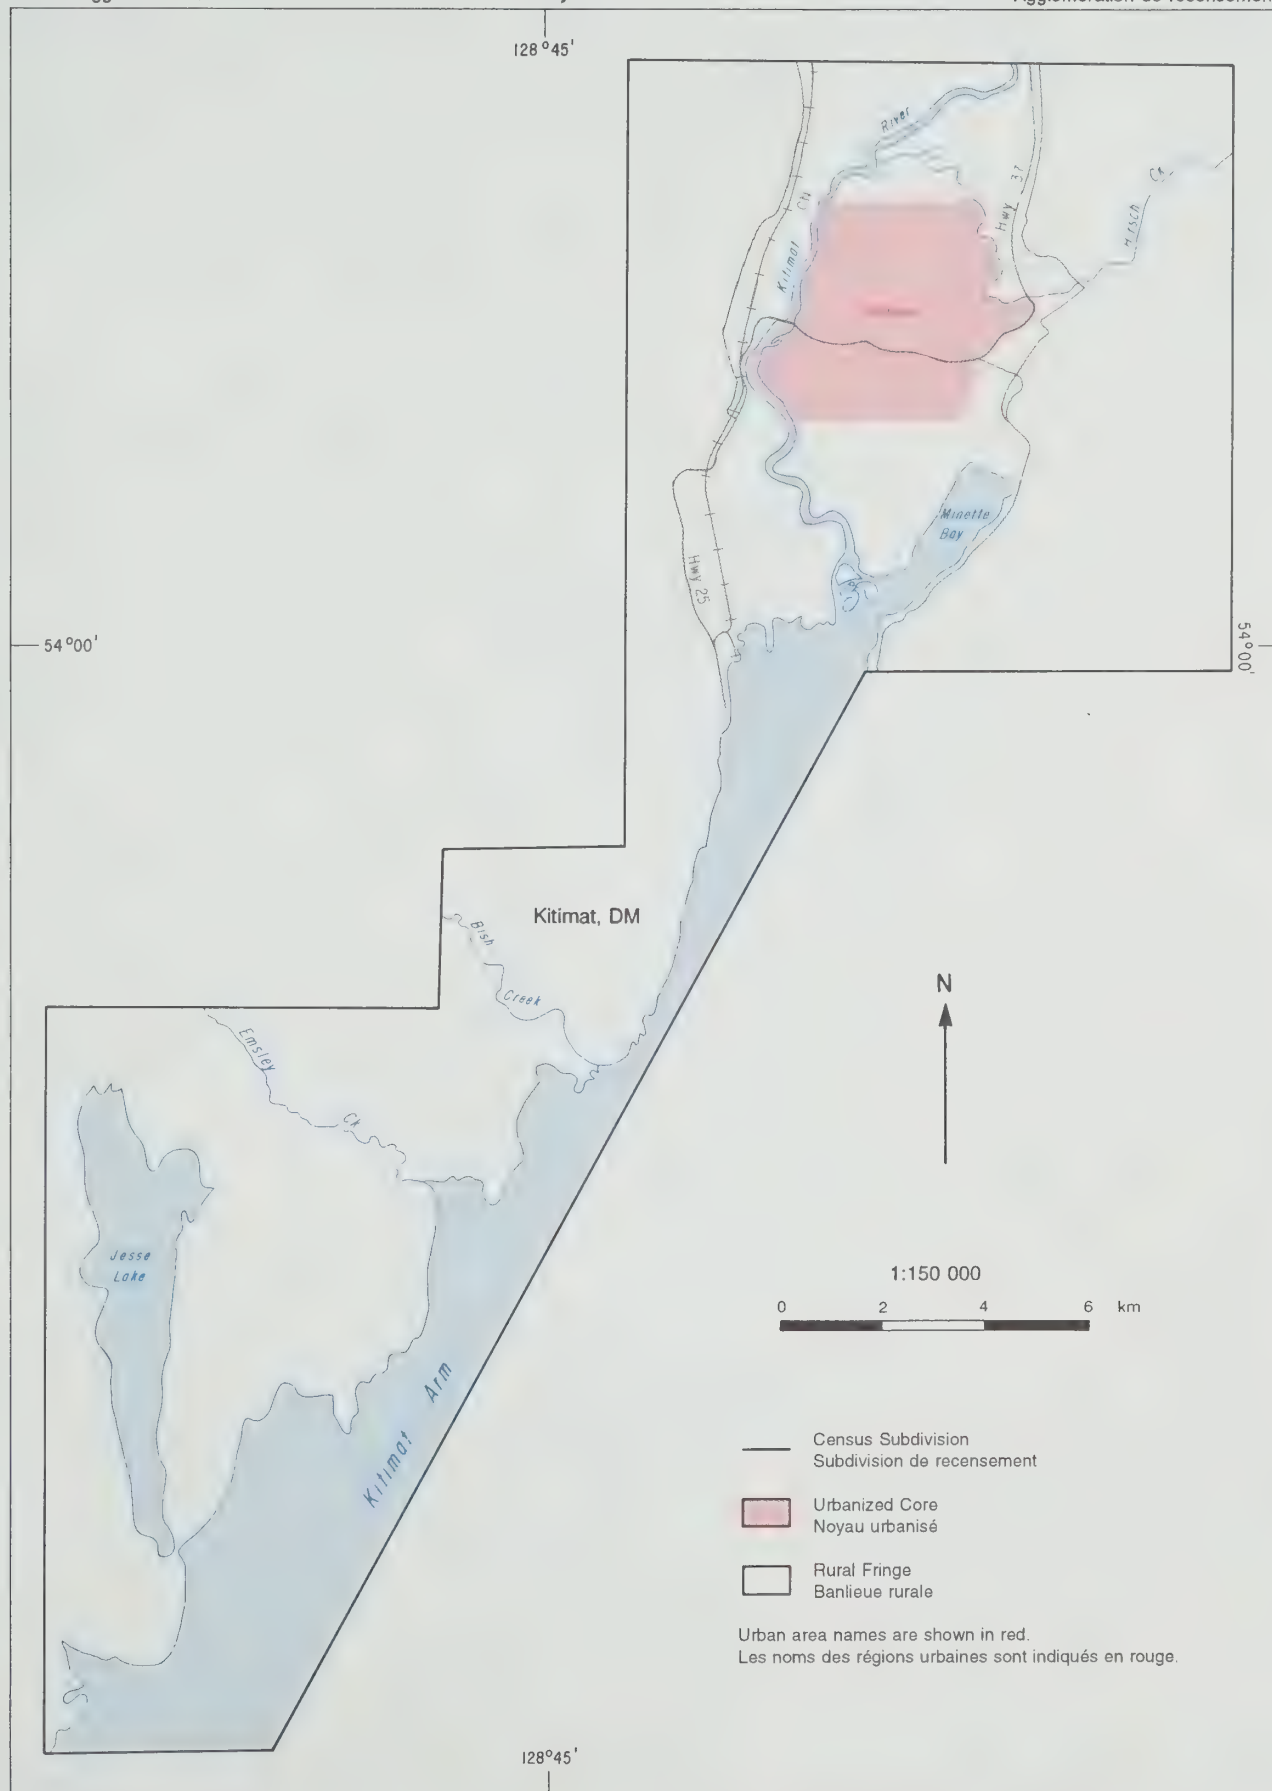 128°45'
River
Ck
Hwy 37
Hirsch
Kitimat
Minette
Bay
Hwy 25
54°00'
54°00'
Kitimat, DM
Bish
Creek
N
Emsley
Ck
Jesse
Lake
1:150 000
0 2 4 6 km
Kitimat Arm
Census Subdivision
Subdivision de recensement
Urbanized Core
Noyau urbanisé
Rural Fringe
Banlieue rurale
Urban area names are shown in red.
Les noms des régions urbaines sont indiqués en rouge.
128°45'